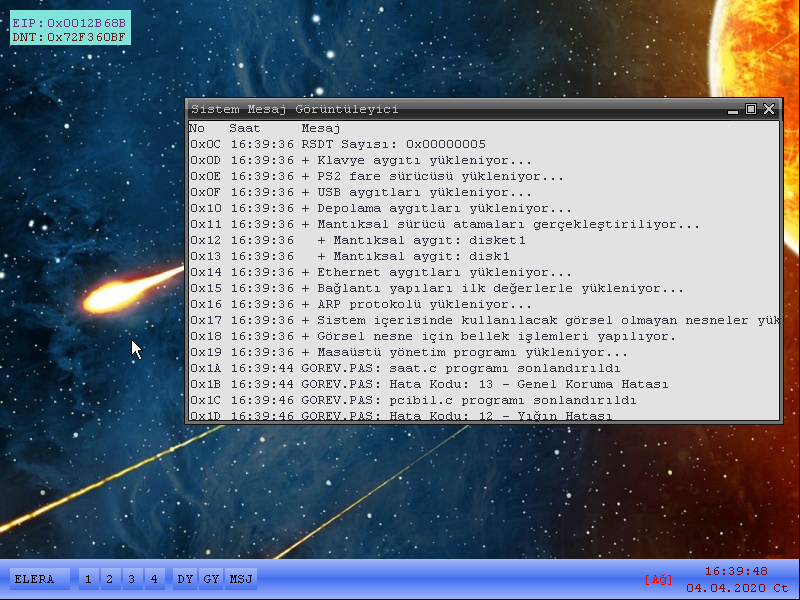 EIP:0x0012B68B
DNT:0x72F360BF
Sistem Mesaj Görüntüleyici
No Saat Mesaj
0x0C 16:39:36 RSDT Sayısı: 0x00000005
0x0D 16:39:36 + Klavye aygıtı yükleniyor...
0x0E 16:39:36 + PS2 fare sürücüsü yükleniyor...
0x0F 16:39:36 + USB aygıtları yükleniyor...
0x10 16:39:36 + Depolama aygıtları yükleniyor...
0x11 16:39:36 + Mantıksal sürücü atamaları gerçekleştiriliyor...
0x12 16:39:36 + Mantıksal aygıt: disket1
0x13 16:39:36 + Mantıksal aygıt: disk1
0x14 16:39:36 + Ethernet aygıtları yükleniyor...
0x15 16:39:36 + Bağlantı yapıları ilk değerlerle yükleniyor...
0x16 16:39:36 + ARP protokolü yükleniyor...
0x17 16:39:36 + Sistem içerisinde kullanılacak görsel olmayan nesneler yük
0x18 16:39:36 + Görsel nesne için bellek işlemleri yapılıyor.
0x19 16:39:36 + Masaüstü yönetim programı yükleniyor...
0x1A 16:39:44 GOREV.PAS: saat.c programı sonlandırıldı
0x1B 16:39:44 GOREV.PAS: Hata Kodu: 13 - Genel Koruma Hatası
0x1C 16:39:46 GOREV.PAS: pcibil.c programı sonlandırıldı
0x1D 16:39:46 GOREV.PAS: Hata Kodu: 12 - Yığın Hatası
ELERA 1 2 3 4 DY GY MSJ [Ağ] 16:39:48
04.04.2020 Ct